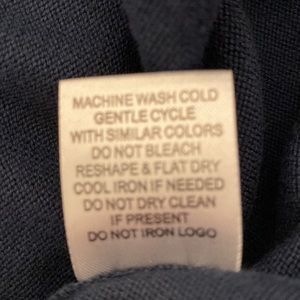 MACHINE WASH COLD
GENTLE CYCLE
WITH SIMILAR COLORS
DO NOT BLEACH
RESHAPE & FLAT DRY
COOL IRON IF NEEDED
DO NOT DRY CLEAN
IF PRESENT
DO NOT IRON LOGO